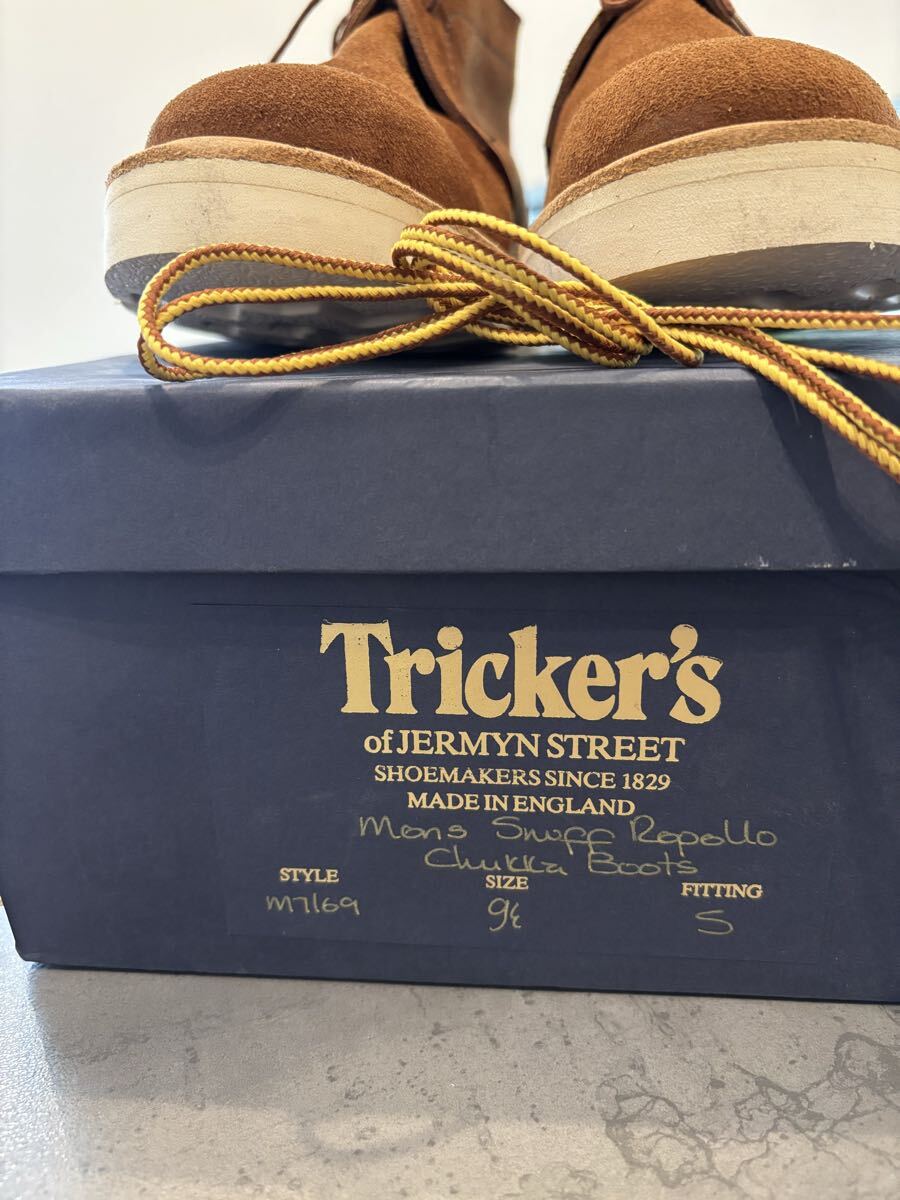 Tricker's
of JERMYN STREET
SHOEMAKERS SINCE 1829
MADE IN ENGLAND
Mens Snuff Repello
Chukka Boots
STYLE SIZE FITTING
M7169 9½ 5